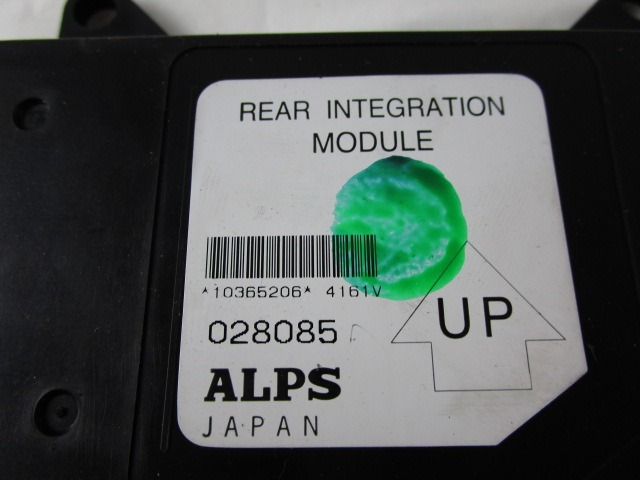 REAR INTEGRATION
MODULE
*10365206* 4161V
028085
UP
ALPS
JAPAN